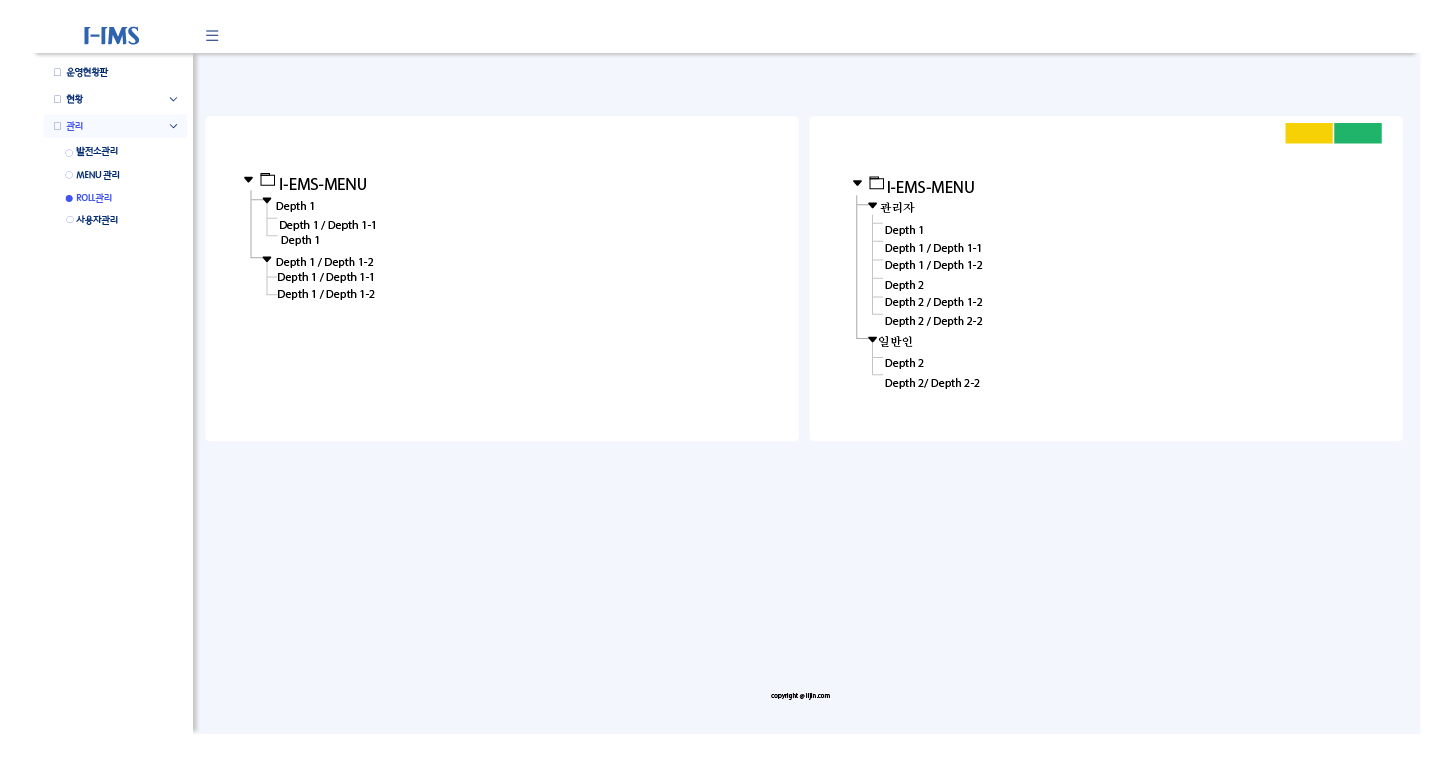 I-IMS
운영현황판
현황
관리
발전소관리
MENU 관리
ROLL관리
사용자관리
I-EMS-MENU
Depth 1
Depth 1 / Depth 1-1
Depth 1
Depth 1 / Depth 1-2
Depth 1 / Depth 1-1
Depth 1 / Depth 1-2
I-EMS-MENU
관리자
Depth 1
Depth 1 / Depth 1-1
Depth 1 / Depth 1-2
Depth 2
Depth 2 / Depth 1-2
Depth 2 / Depth 2-2
일반인
Depth 2
Depth 2/ Depth 2-2
copyright @ iljin.com